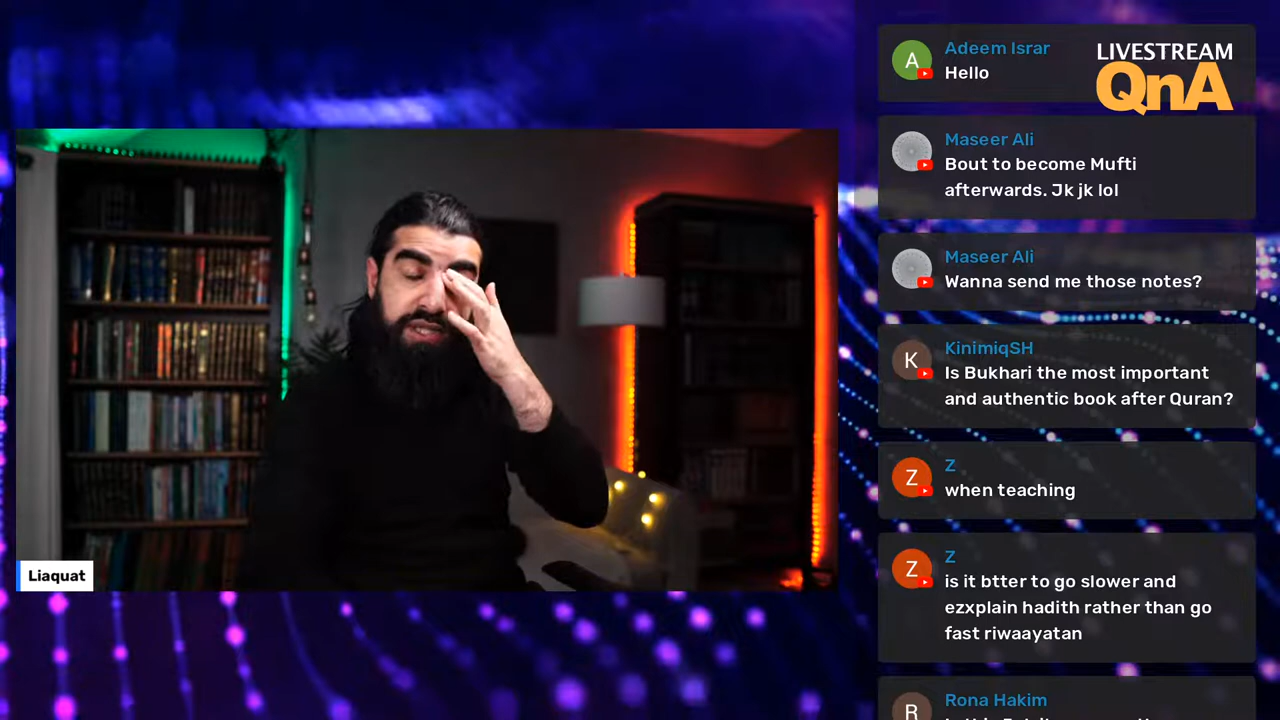 LIVESTREAM
QnA
A
Adeem Israr
Hello
Maseer Ali
Bout to become Mufti
afterwards. Jk jk lol
Maseer Ali
Wanna send me those notes?
K
KinimiqSH
Is Bukhari the most important
and authentic book after Quran?
Z
Z
when teaching
Z
Z
is it btter to go slower and
ezxplain hadith rather than go
fast riwaayatan
R
Rona Hakim
Liaquat